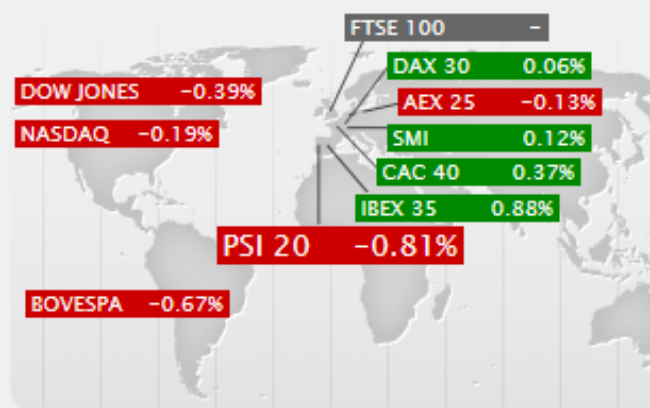 FTSE 100 -
DAX 30 0.06%
DOW JONES -0.39%
AEX 25 -0.13%
NASDAQ -0.19%
SMI 0.12%
CAC 40 0.37%
IBEX 35 0.88%
PSI 20 -0.81%
BOVESPA -0.67%